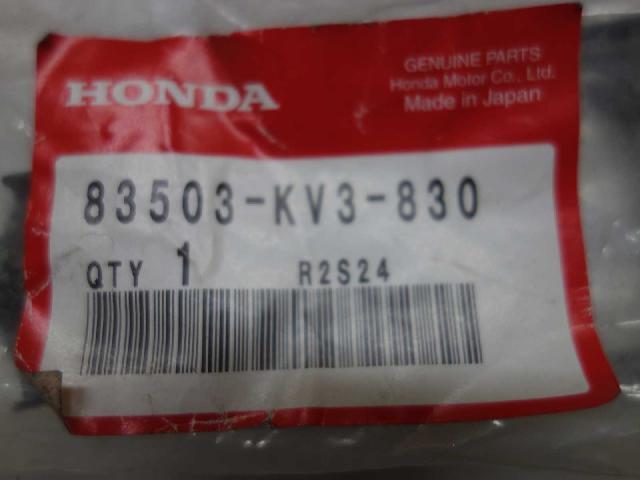 HONDA
GENUINE PARTS
Honda Motor Co., Ltd.
Made in Japan
83503-KV3-830
QTY 1 R2S24